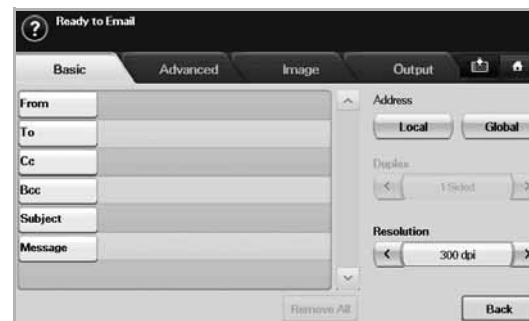 Ready to Email
Basic
Advanced
Image
Output
From
To
Cc
Bcc
Subject
Message
Address
Local
Global
Duplex
1 Sided
Resolution
300 dpi
Remove All
Back